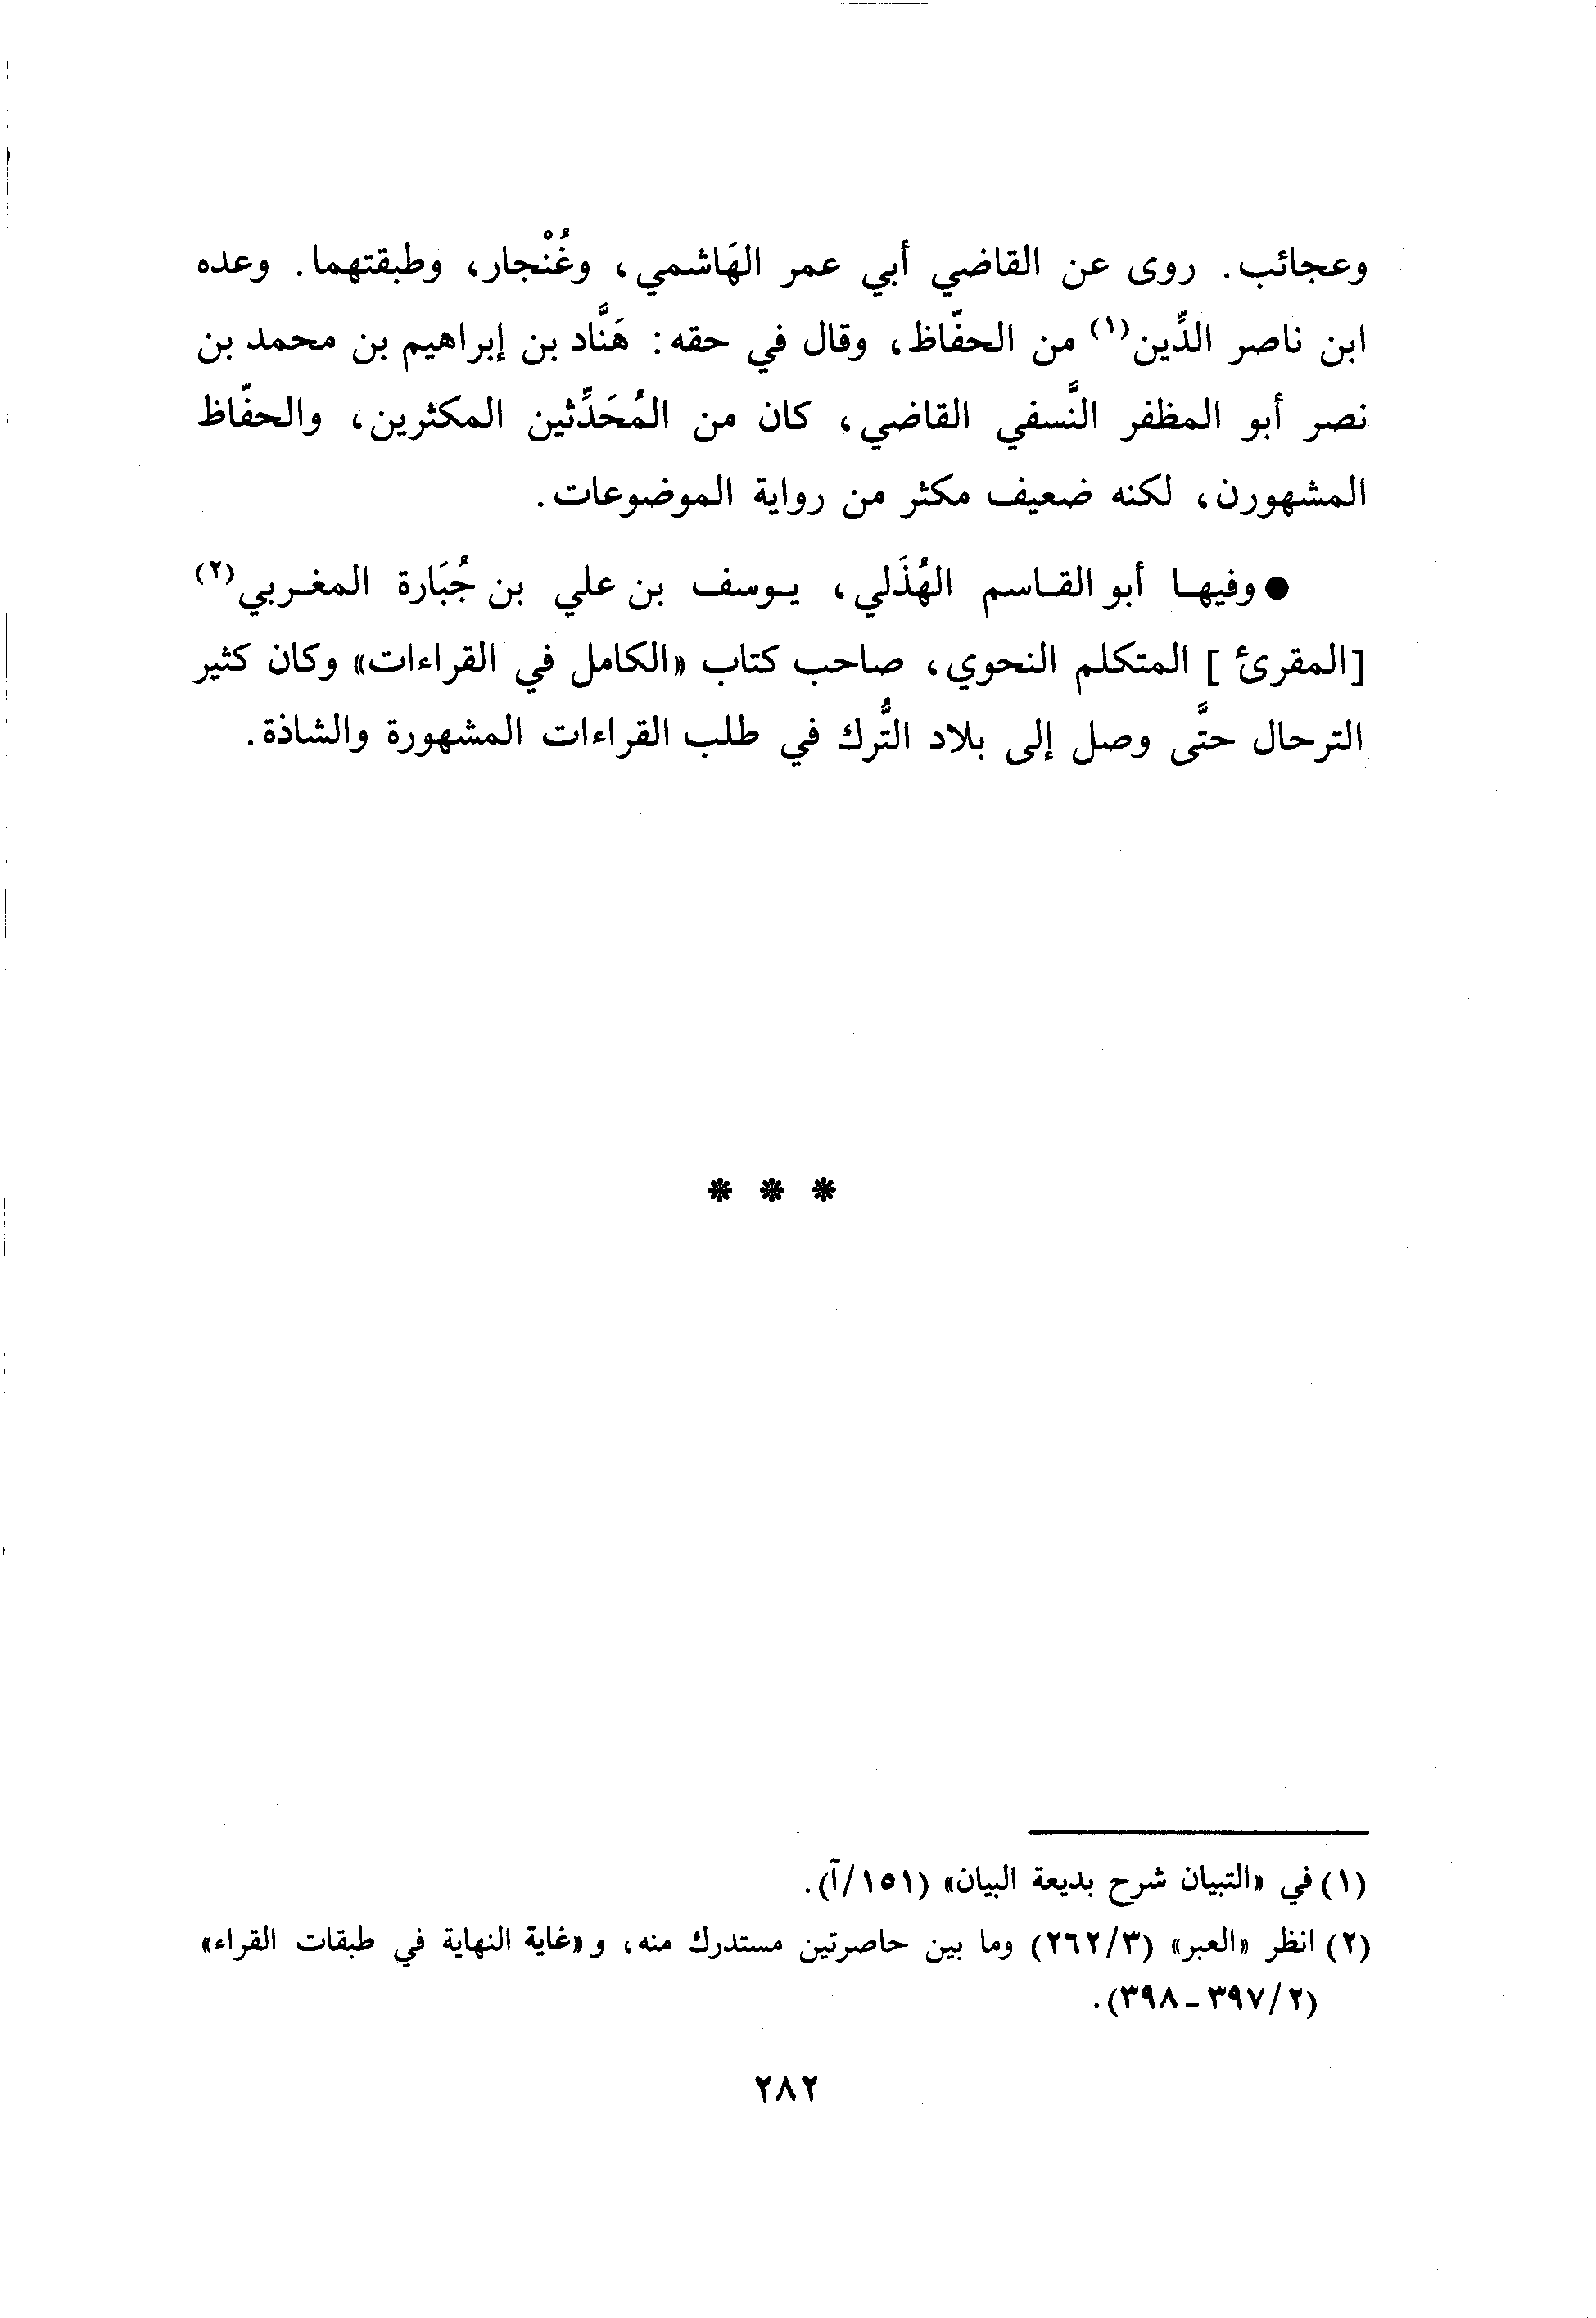 وعجائب. روى عن القاضي أبي عمر الهَاشمي، وغُنْجار، وطبقتهما. وعده
ابن ناصر الدِّين(١) من الحفّاظ، وقال في حقه: هَنَّاد بن إبراهيم بن محمد بن
نصر أبو المظفر النَّسفي القاضي، كان من المُحَدِّثين المكثرين، والحفّاظ
المشهورن، لكنه ضعيف مكثر من رواية الموضوعات.
● وفيها أبو القاسم الهُذَلي، يوسف بن علي بن جُبَارة المغربي(٢)
[المقرىُ ] المتكلم النحوي، صاحب كتاب «الكامل في القراءات» وكان كثير
الترحال حتَّى وصل إلى بلاد التُّرك في طلب القراءات المشهورة والشاذة.
* * *
(١) في «التبيان شرح بديعة البيان» (١٥١/آ).
(٢) انظر «العبر» (٢٦٢/٣) وما بين حاصرتين مستدرك منه، و«غاية النهاية في طبقات القراء»
(٣٩٧/٢ - ٣٩٨).
٢٨٢